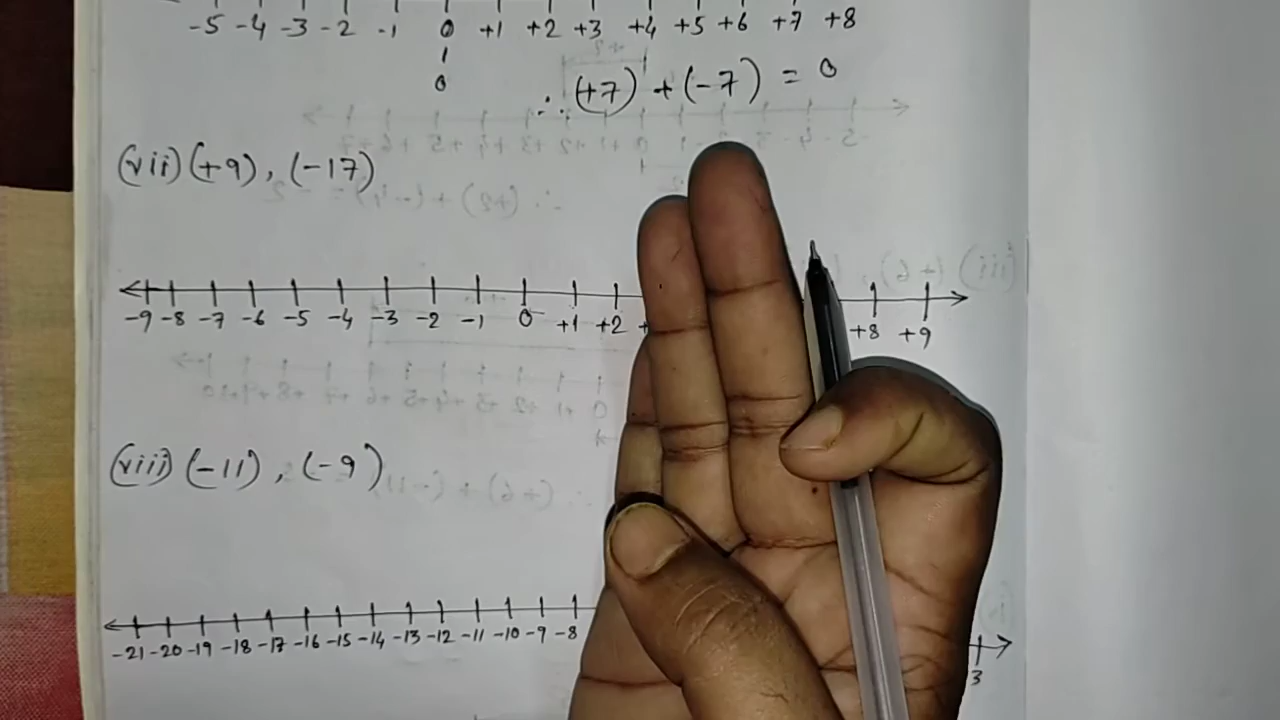 -5 -4 -3 -2 -1 0 +1 +2 +3 +4 +5 +6 +7 +8
0
∴ (+7) + (-7) = 0
(vii) (+9), (-17)
-9 -8 -7 -6 -5 -4 -3 -2 -1 0 +1 +2 +8 +9
(viii) (-11), (-9)
-21 -20 -19 -18 -17 -16 -15 -14 -13 -12 -11 -10 -9 -8 3